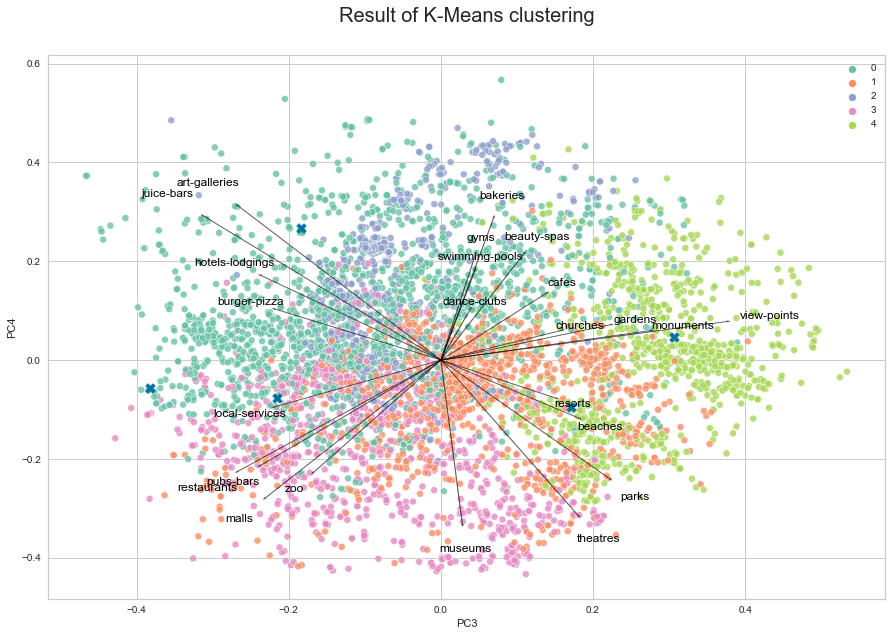 Result of K-Means clustering
0
1
2
3
4
0.6
0.4
0.2
0.0
−0.2
−0.4
PC4
art-galleries
juice-bars
bakeries
gyms
beauty-spas
swimming-pools
hotels-lodgings
cafes
burger-pizza
dance-clubs
view-points
gardens
churches
monuments
resorts
local-services
beaches
pubs-bars
restaurants
zoo
parks
malls
theatres
museums
−0.4
−0.2
0.0
0.2
0.4
PC3